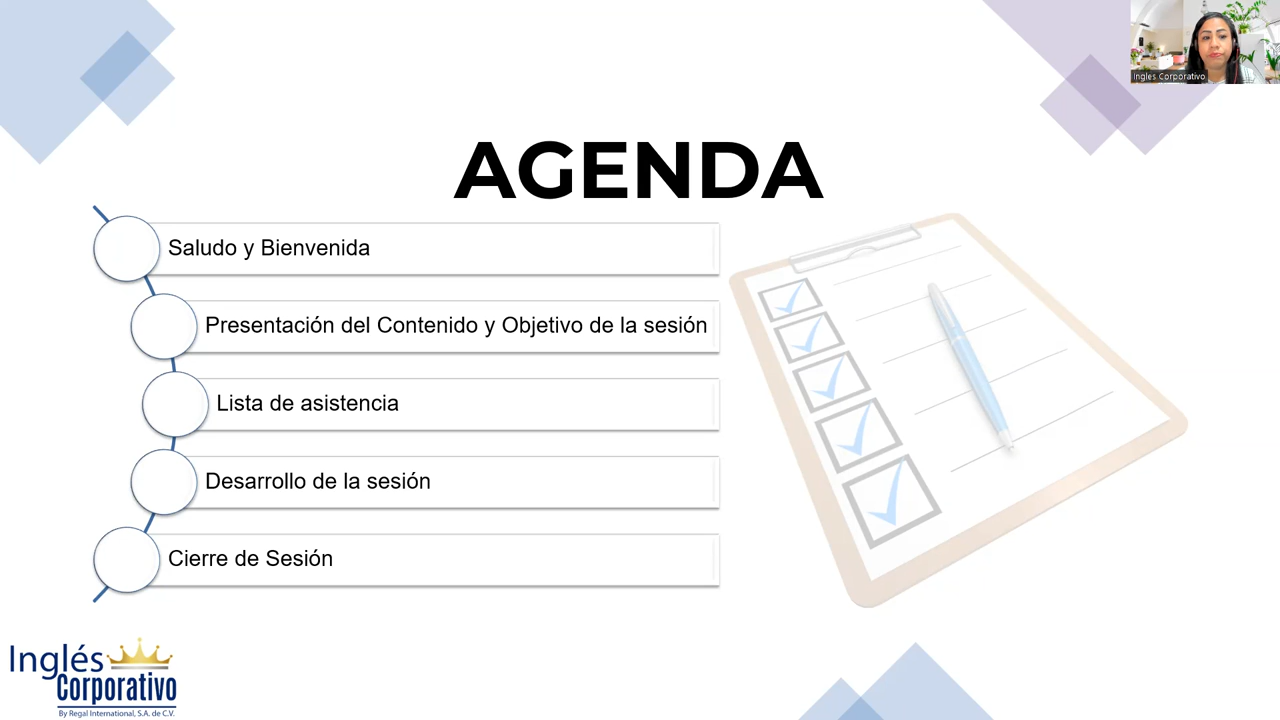 Ingles Corporativo
AGENDA
Saludo y Bienvenida
Presentación del Contenido y Objetivo de la sesión
Lista de asistencia
Desarrollo de la sesión
Cierre de Sesión
Inglés
Corporativo
By Regal International, S.A. de C.V.